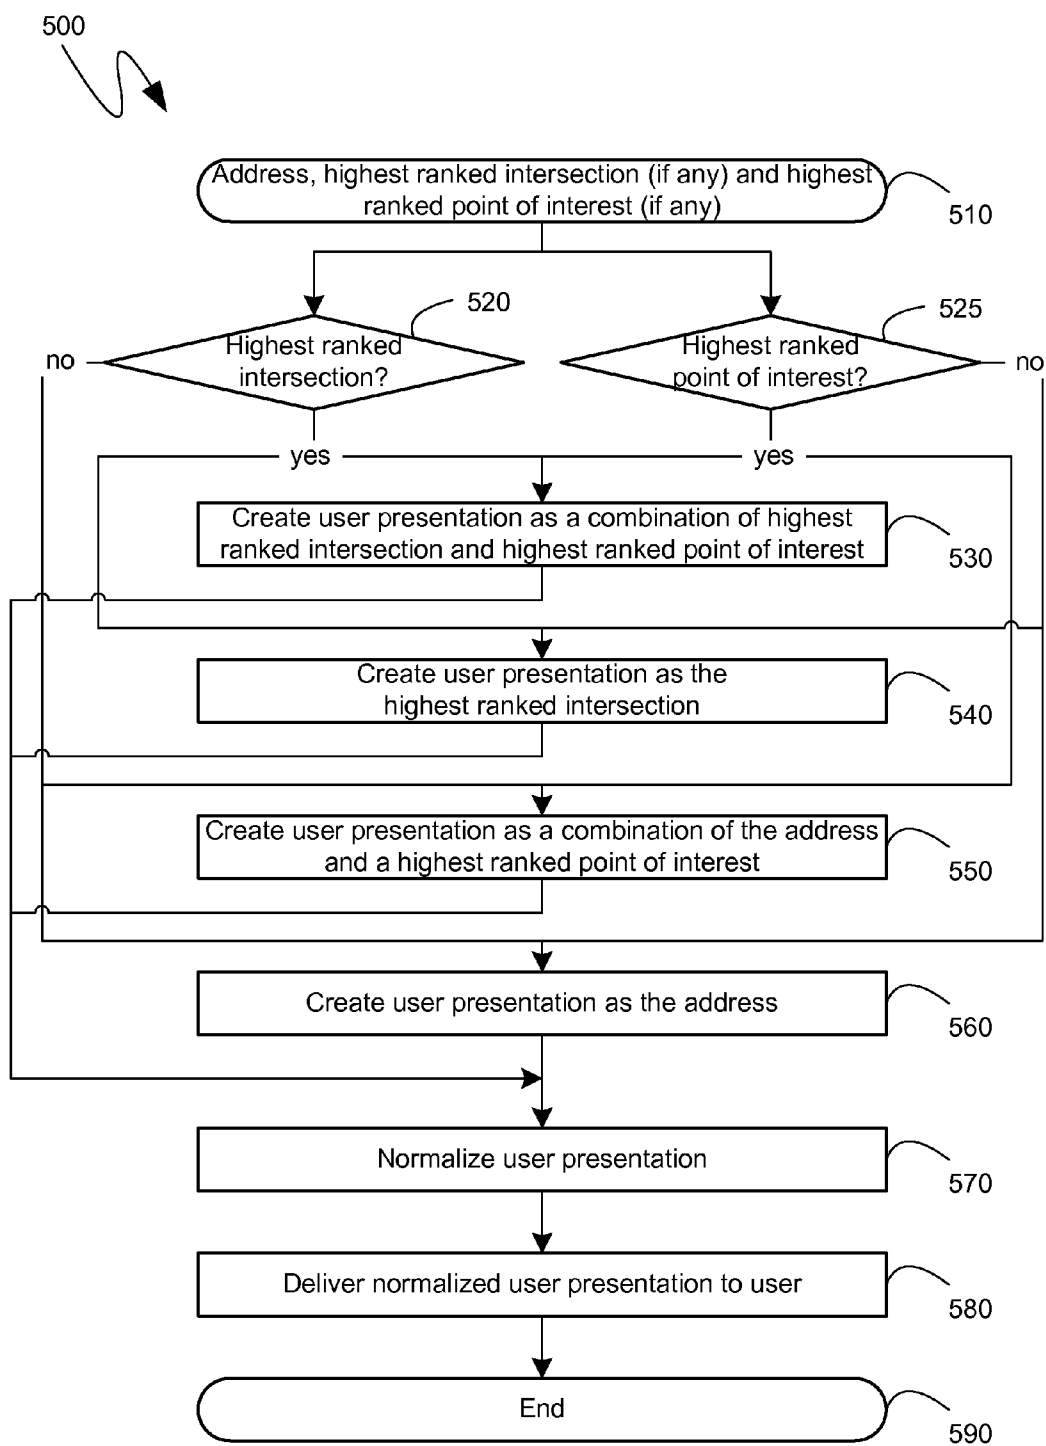 500
Address, highest ranked intersection (if any) and highest
ranked point of interest (if any)
510
520
525
Highest ranked
intersection?
Highest ranked
point of interest?
no
no
yes
yes
Create user presentation as a combination of highest
ranked intersection and highest ranked point of interest
530
Create user presentation as the
highest ranked intersection
540
Create user presentation as a combination of the address
and a highest ranked point of interest
550
Create user presentation as the address
560
Normalize user presentation
570
Deliver normalized user presentation to user
580
End
590